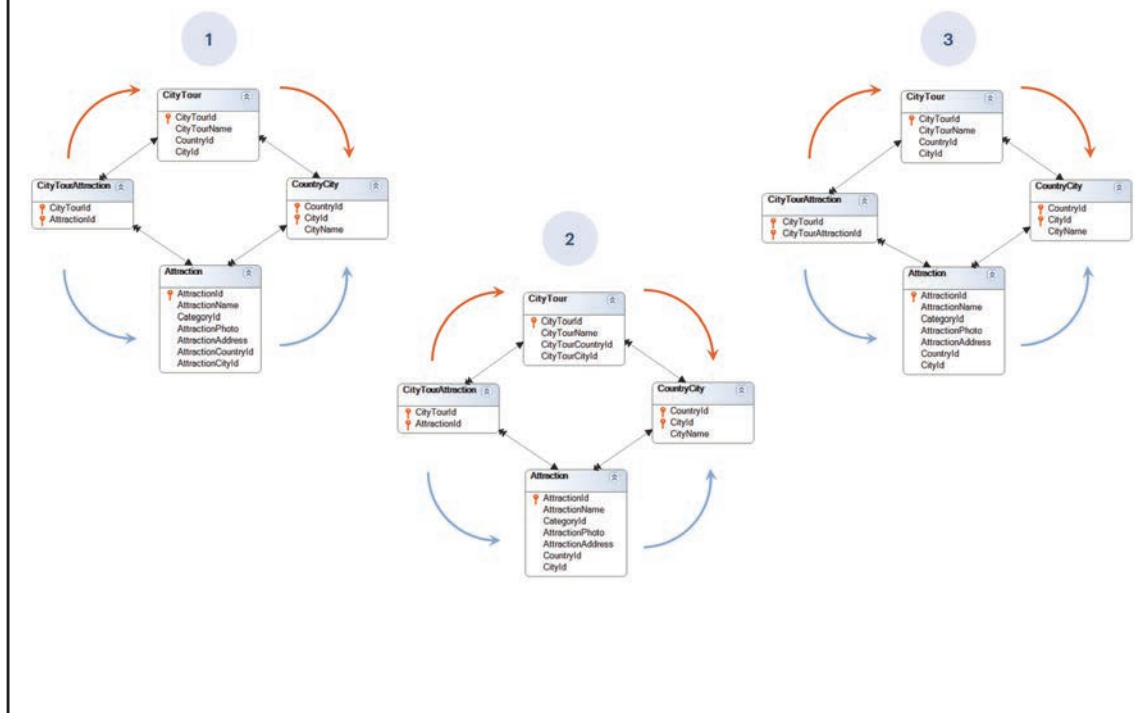 1
CityTour
CityTourId
CityTourName
CountryId
CityId
CityTourAttraction
CityTourId
AttractionId
CountryCity
CountryId
CityId
CityName
Attraction
AttractionId
AttractionName
CategoryId
AttractionPhoto
AttractionAddress
AttractionCountryId
AttractionCityId
2
CityTour
CityTourId
CityTourName
CityTourCountryId
CityTourCityId
CityTourAttraction
CityTourId
AttractionId
CountryCity
CountryId
CityId
CityName
Attraction
AttractionId
AttractionName
CategoryId
AttractionPhoto
AttractionAddress
CountryId
CityId
3
CityTour
CityTourId
CityTourName
CountryId
CityId
CityTourAttraction
CityTourId
CityTourAttractionId
CountryCity
CountryId
CityId
CityName
Attraction
AttractionId
AttractionName
CategoryId
AttractionPhoto
AttractionAddress
CountryId
CityId